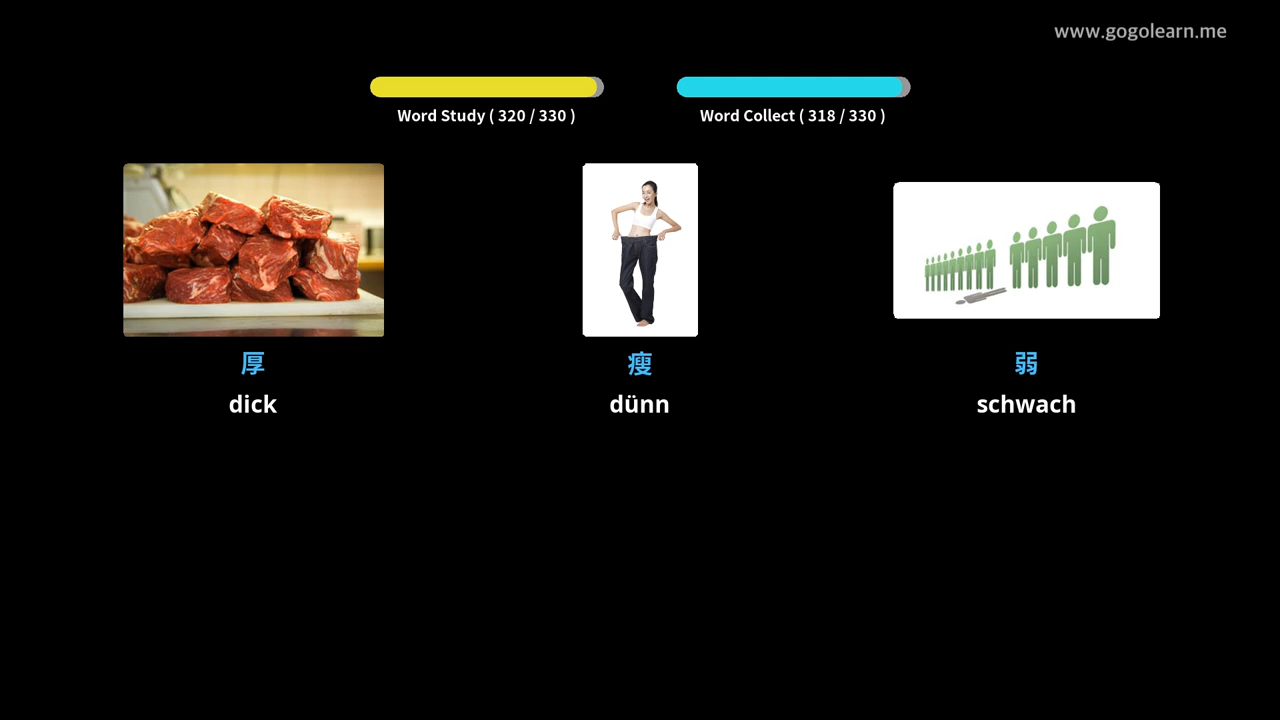 www.gogolearn.me
Word Study ( 320 / 330 )
Word Collect ( 318 / 330 )
厚
瘦
弱
dick
dünn
schwach